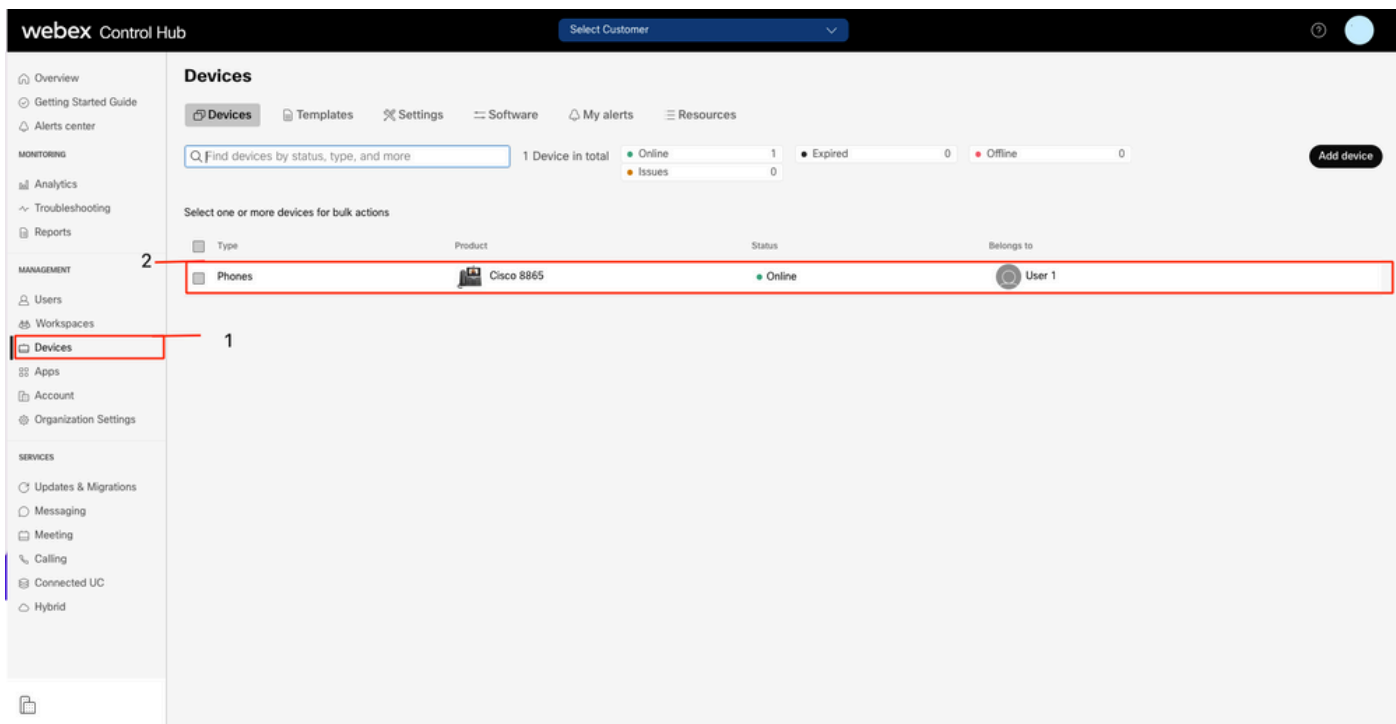 webex Control Hub
Select Customer
Overview
Getting Started Guide
Alerts center
MONITORING
Analytics
Troubleshooting
Reports
MANAGEMENT
Users
Workspaces
Devices
Apps
Account
Organization Settings
SERVICES
Updates & Migrations
Messaging
Meeting
Calling
Connected UC
Hybrid
Devices
Devices Templates Settings Software My alerts Resources
Find devices by status, type, and more 1 Device in total Online 1 Expired 0 Offline 0 Add device
Issues 0
Select one or more devices for bulk actions
Type Product Status Belongs to
2
Phones Cisco 8865 Online User 1
1